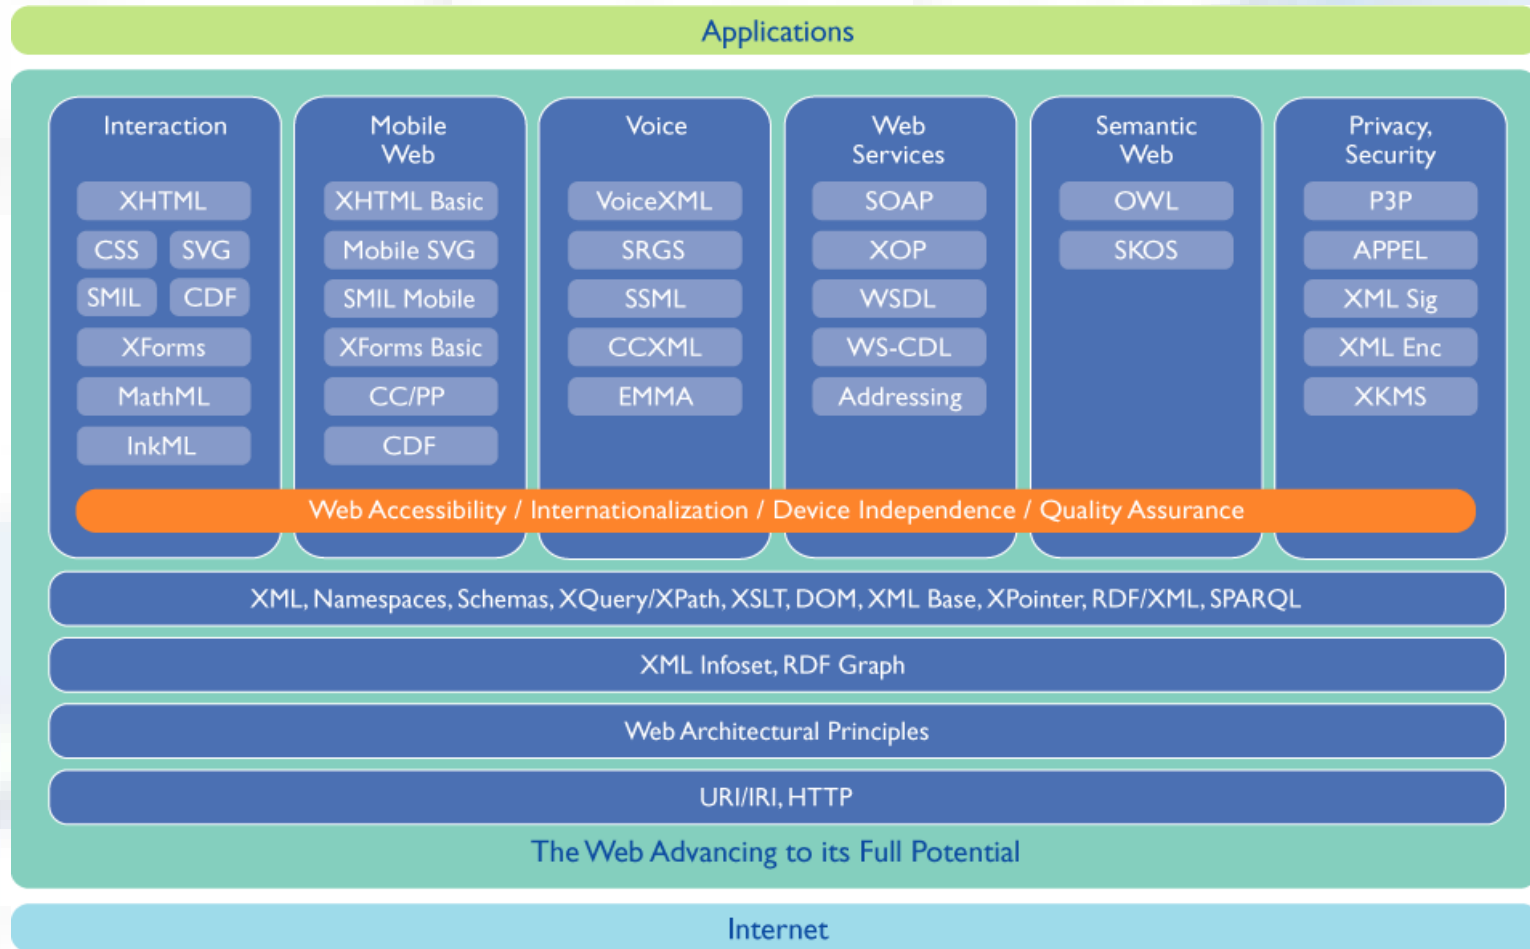 Applications
Interaction
XHTML
CSS
SVG
SMIL
CDF
XForms
MathML
InkML
Mobile
Web
XHTML Basic
Mobile SVG
SMIL Mobile
XForms Basic
CC/PP
CDF
Voice
VoiceXML
SRGS
SSML
CCXML
EMMA
Web
Services
SOAP
XOP
WSDL
WS-CDL
Addressing
Semantic
Web
OWL
SKOS
Privacy,
Security
P3P
APPEL
XML Sig
XML Enc
XKMS
Web Accessibility / Internationalization / Device Independence / Quality Assurance
XML, Namespaces, Schemas, XQuery/XPath, XSLT, DOM, XML Base, XPointer, RDF/XML, SPARQL
XML Infoset, RDF Graph
Web Architectural Principles
URI/IRI, HTTP
The Web Advancing to its Full Potential
Internet